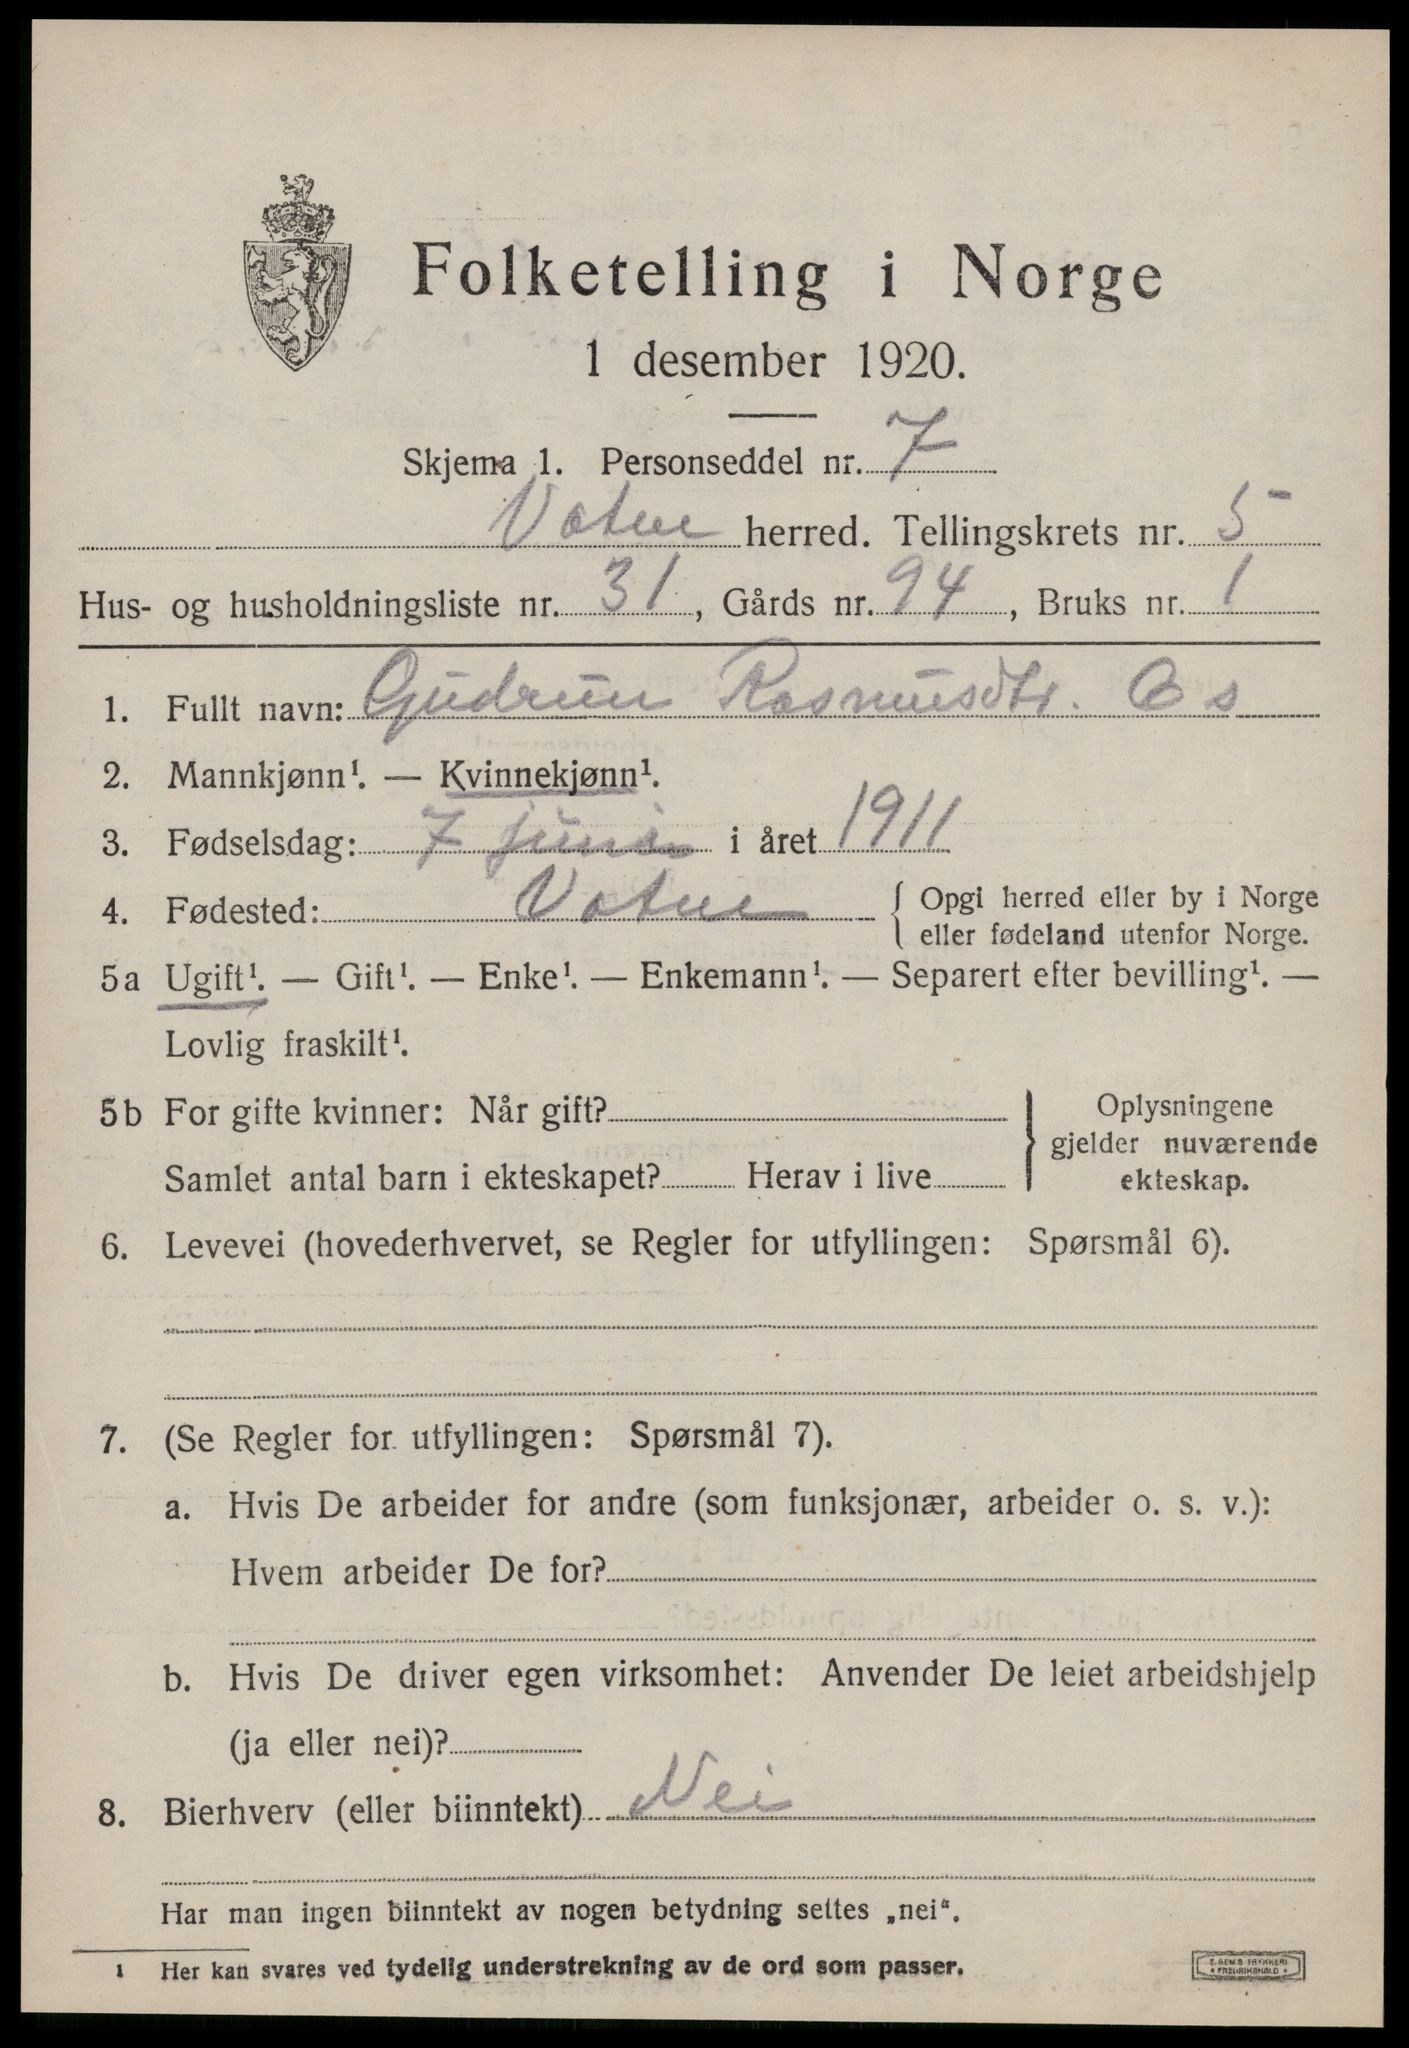 Folketelling i Norge
1 desember 1920.
Skjema 1. Personseddel nr. 7
Vatne herred. Tellingskrets nr. 5
Hus- og husholdningsliste nr. 31, Gårds nr. 94, Bruks nr. 1
1. Fullt navn: Gudrun Rasmusdtr. Os
2. Mannkjønn¹. — Kvinnekjønn¹.
3. Fødselsdag: 7 juni i året 1911
4. Fødested: Vatne { Opgi herred eller by i Norge
eller fødeland utenfor Norge.
5a Ugift¹. — Gift¹. — Enke¹. — Enkemann¹. — Separert efter bevilling¹. —
Lovlig fraskilt¹.
5b For gifte kvinner: Når gift? } Oplysningene
gjelder nuværende
Samlet antal barn i ekteskapet? Herav i live ekteskap.
6. Levevei (hovederhvervet, se Regler for utfyllingen: Spørsmål 6).
7. (Se Regler for utfyllingen: Spørsmål 7).
a. Hvis De arbeider for andre (som funksjonær, arbeider o. s. v.):
Hvem arbeider De for?
b. Hvis De driver egen virksomhet: Anvender De leiet arbeidshjelp
(ja eller nei)?
8. Bierhverv (eller biinntekt) Nei
Har man ingen biinntekt av nogen betydning settes „nei“.
¹ Her kan svares ved tydelig understrekning av de ord som passer.
E. SEM'S TRYKKERI
FREDRIKSHALD